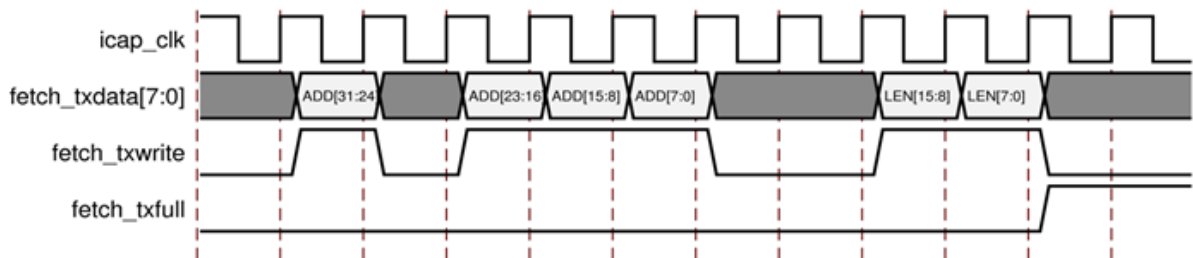 icap_clk
fetch_txdata[7:0] ADD[31:24 ADD[23:16] ADD[15:8] ADD[7:0] LEN[15:8] LEN[7:0]
fetch_txwrite
fetch_txfull